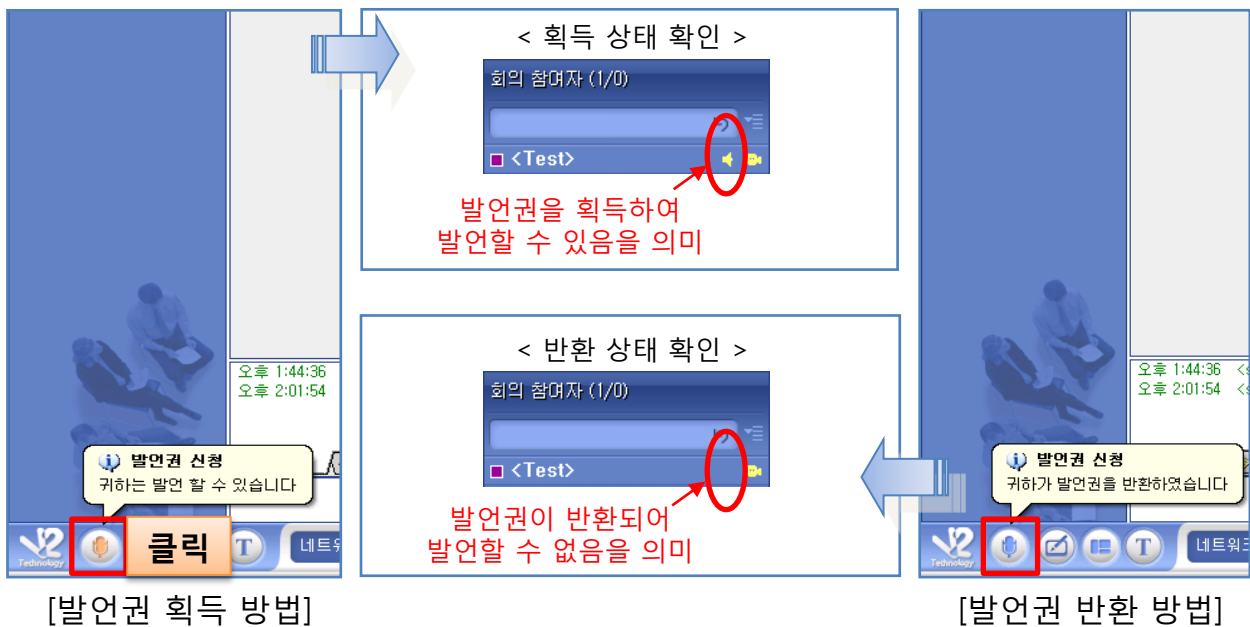 < 획득 상태 확인 >
회의 참여자 (1/0)
<Test>
발언권을 획득하여
발언할 수 있음을 의미
오후 1:44:36
오후 2:01:54
발언권 신청
귀하는 발언 할 수 있습니다
V2
Technology
클릭
T
[발언권 획득 방법]
< 반환 상태 확인 >
회의 참여자 (1/0)
<Test>
발언권이 반환되어
발언할 수 없음을 의미
오후 1:44:36
오후 2:01:54
발언권 신청
귀하가 발언권을 반환하였습니다
V2
Technology
T
[발언권 반환 방법]